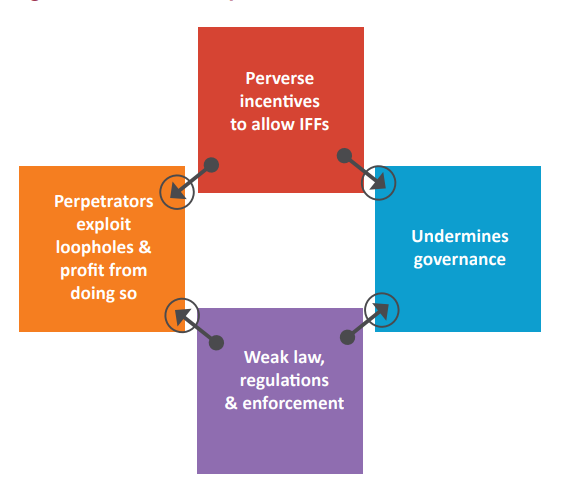 Perverse
incentives
to allow IFFs
Perpetrators
exploit
loopholes &
profit from
doing so
Undermines
governance
Weak law,
regulations
& enforcement